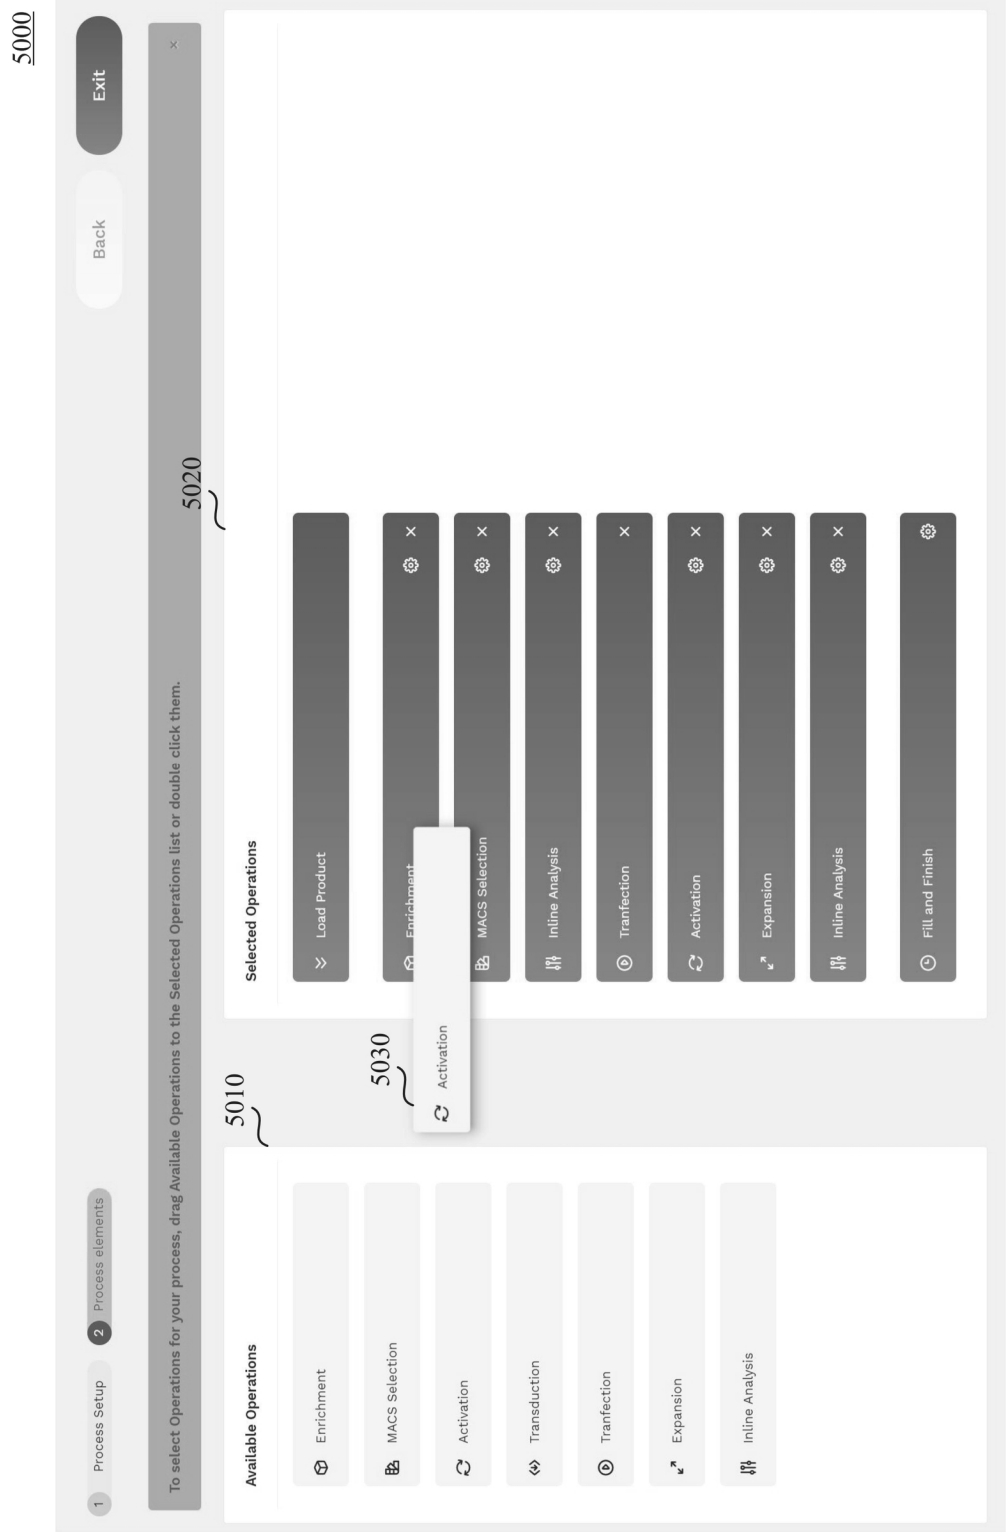 5000
1 Process Setup 2 Process elements
Back
Exit
To select Operations for your process, drag Available Operations to the Selected Operations list or double click them. ×
5010
Available Operations
Enrichment
MACS Selection
Activation
Transduction
Tranfection
Expansion
Inline Analysis
5030
Activation
5020
Selected Operations
Load Product
Enrichment ×
MACS Selection ×
Inline Analysis ×
Tranfection ×
Activation ×
Expansion ×
Inline Analysis ×
Fill and Finish